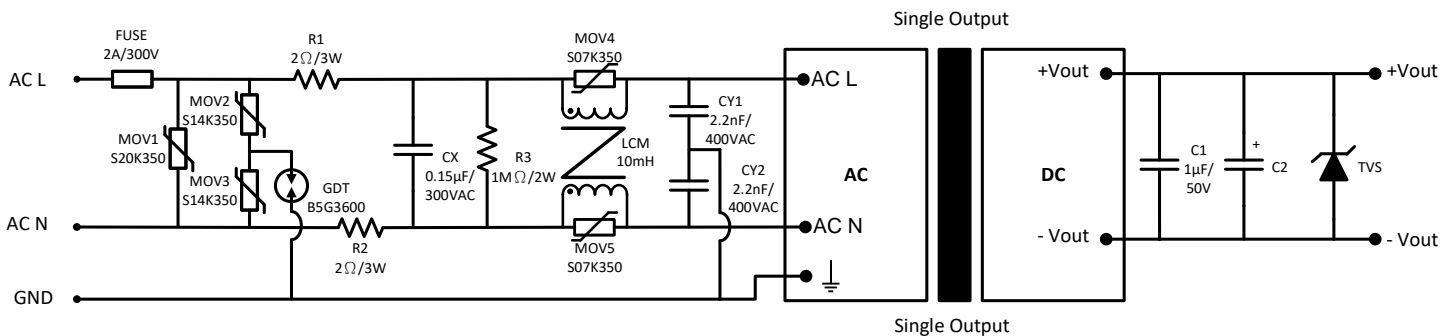 Single Output
FUSE
2A/300V
R1
2Ω/3W
MOV4
S07K350
AC L
AC L
+Vout
+Vout
MOV2
S14K350
CY1
2.2nF/
400VAC
MOV1
S20K350
LCM
10mH
CX
0.15μF/
300VAC
R3
1MΩ/2W
C1
1μF/
50V
+
C2
TVS
MOV3
S14K350
GDT
B5G3600
CY2
2.2nF/
400VAC
AC
DC
AC N
AC N
- Vout
- Vout
R2
2Ω/3W
MOV5
S07K350
GND
Single Output